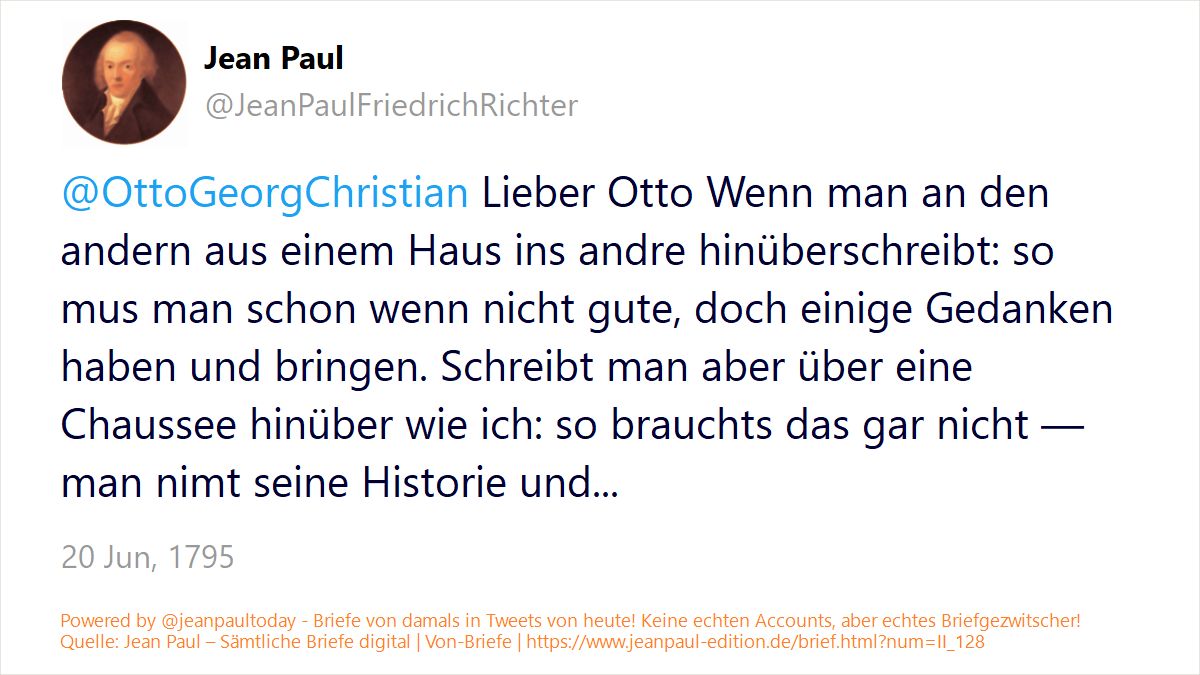 Jean Paul
@JeanPaulFriedrichRichter
@OttoGeorgChristian Lieber Otto Wenn man an den
andern aus einem Haus ins andre hinüberschreibt: so
mus man schon wenn nicht gute, doch einige Gedanken
haben und bringen. Schreibt man aber über eine
Chaussee hinüber wie ich: so brauchts das gar nicht —
man nimt seine Historie und...
20 Jun, 1795
Powered by @jeanpaultoday - Briefe von damals in Tweets von heute! Keine echten Accounts, aber echtes Briefgezwitscher!
Quelle: Jean Paul – Sämtliche Briefe digital | Von-Briefe | https://www.jeanpaul-edition.de/brief.html?num=II_128